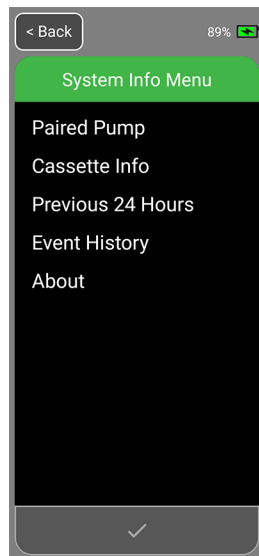 < Back
89%
System Info Menu
Paired Pump
Cassette Info
Previous 24 Hours
Event History
About